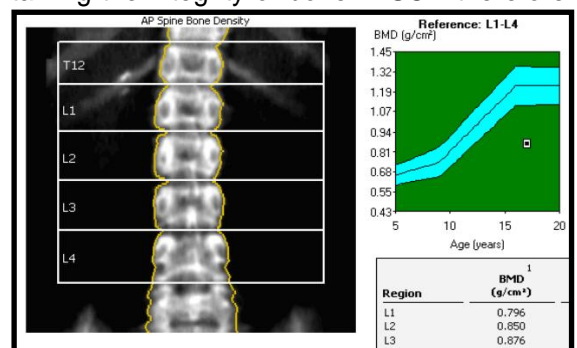 AP Spine Bone Density
T12
L1
L2
L3
L4
Reference: L1-L4
BMD (g/cm²)
1.45
1.32
1.19
1.07
0.94
0.81
0.68
0.55
0.43
5
10
15
20
Age (years)
1
BMD
Region (g/cm²)
L1 0.796
L2 0.850
L3 0.876